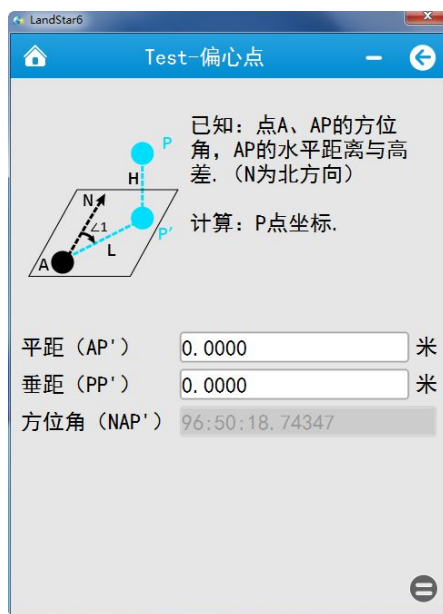 LandStar6
Test-偏心点
已知：点A、AP的方位
角，AP的水平距离与高
差.（N为北方向）
计算：P点坐标.
P
H
N
∠1
P'
L
A
平距（AP'） 0.0000 米
垂距（PP'） 0.0000 米
方位角（NAP'） 96:50:18.74347